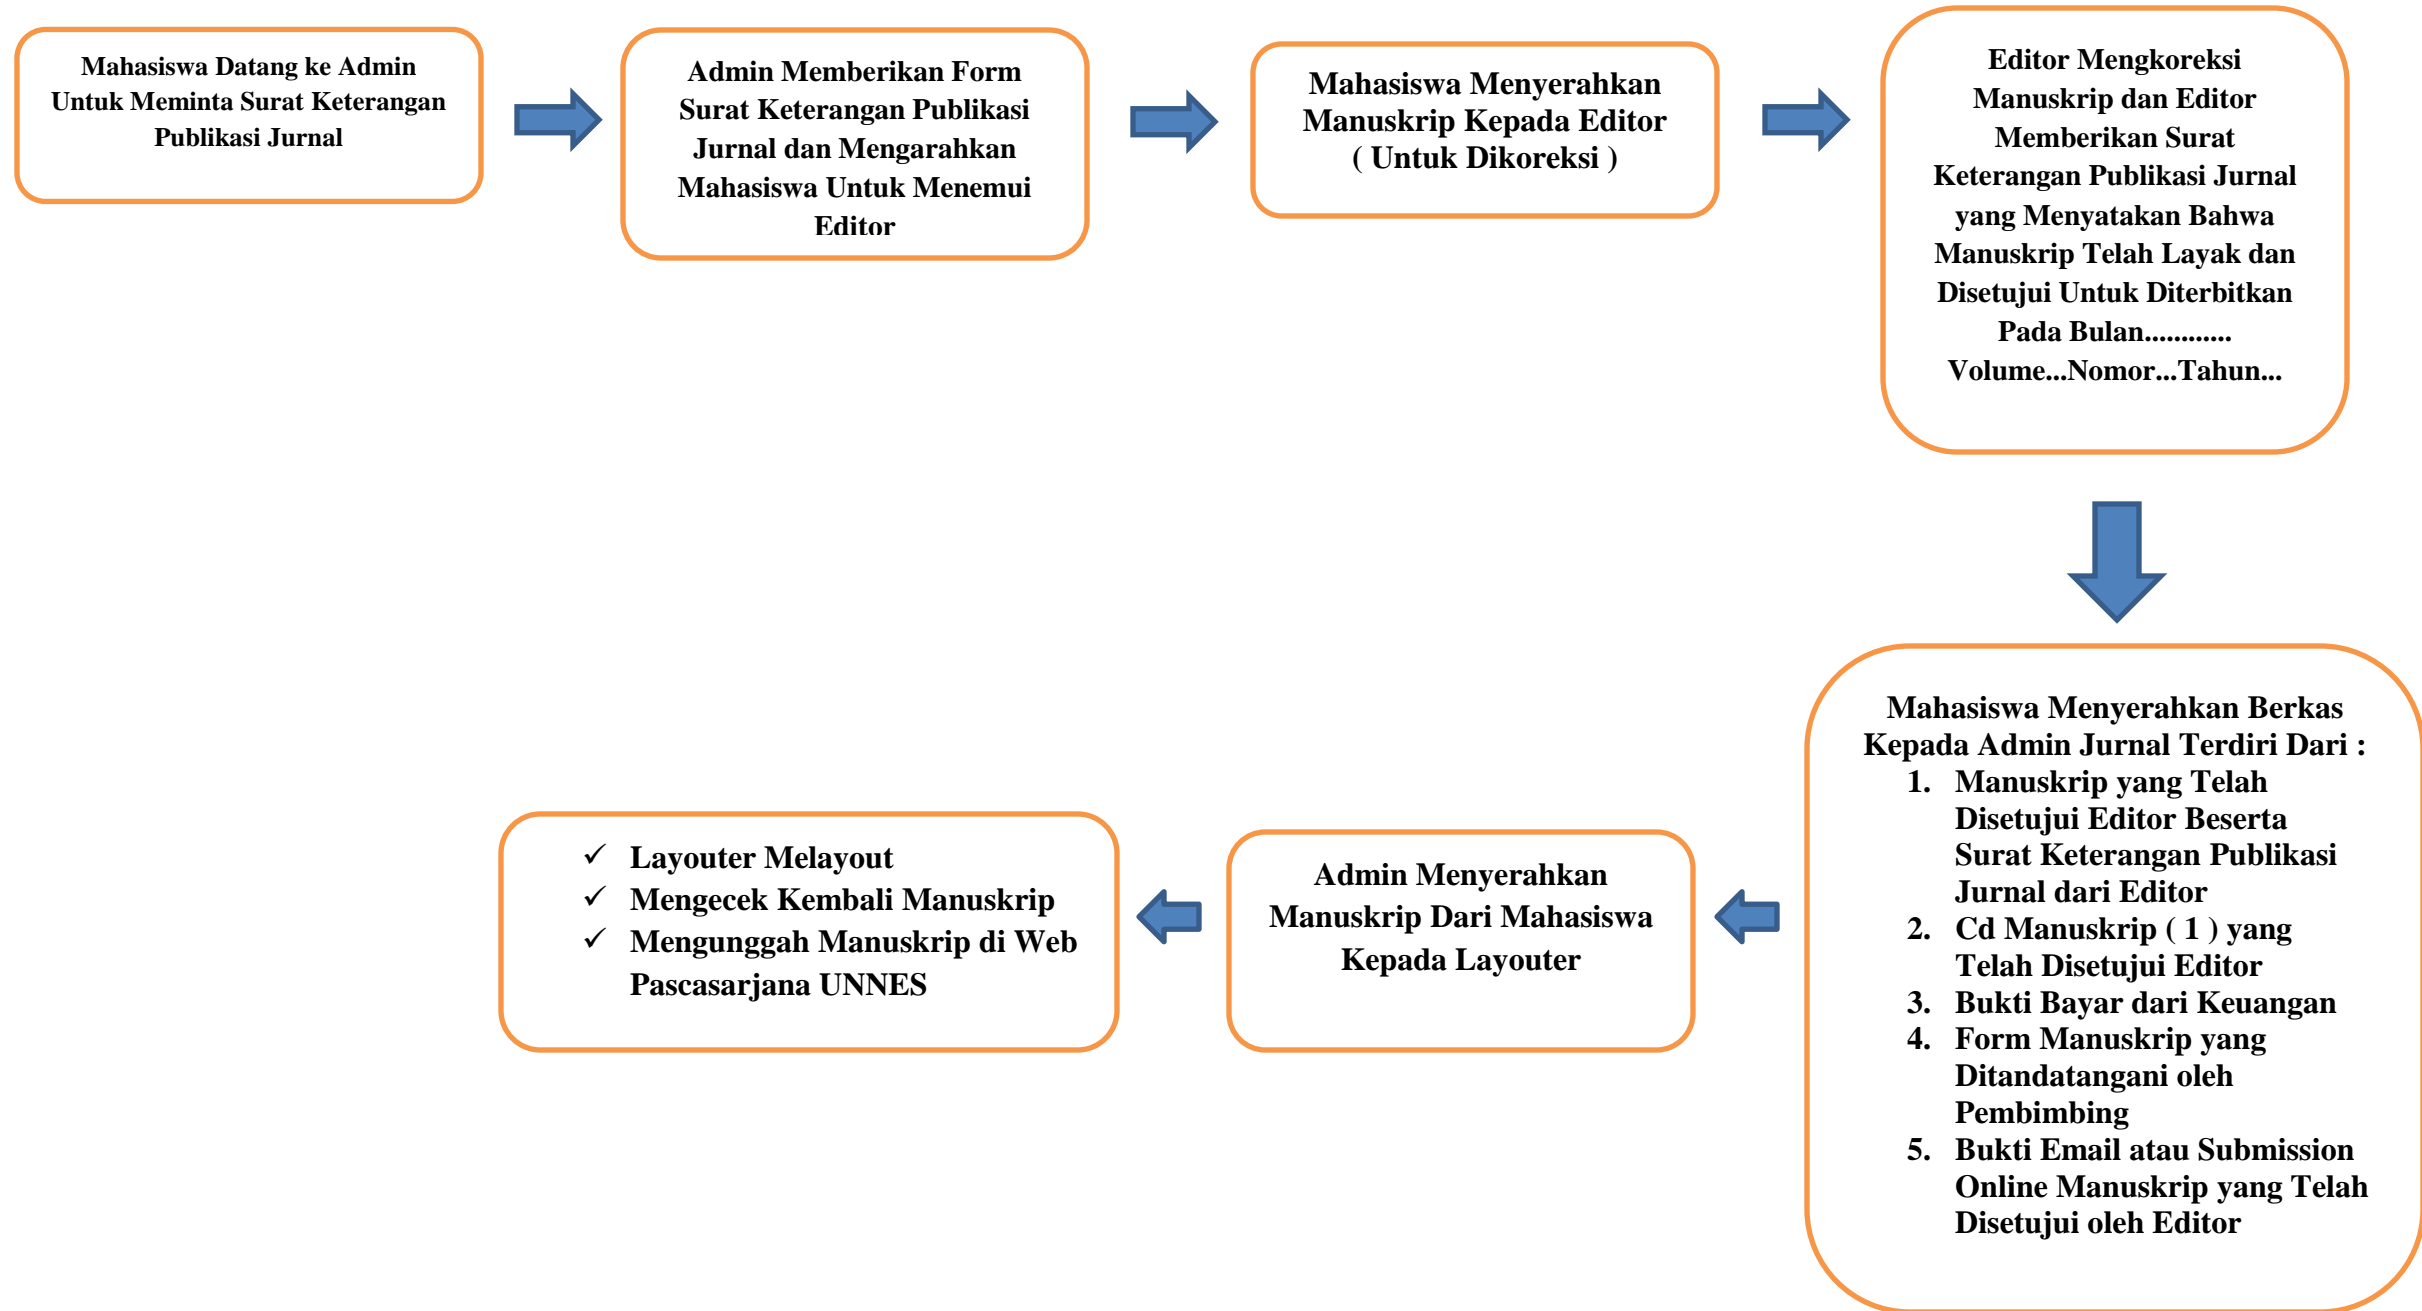 Mahasiswa Datang ke Admin
Untuk Meminta Surat Keterangan
Publikasi Jurnal
Admin Memberikan Form
Surat Keterangan Publikasi
Jurnal dan Mengarahkan
Mahasiswa Untuk Menemui
Editor
Mahasiswa Menyerahkan
Manuskrip Kepada Editor
( Untuk Dikoreksi )
Editor Mengkoreksi
Manuskrip dan Editor
Memberikan Surat
Keterangan Publikasi Jurnal
yang Menyatakan Bahwa
Manuskrip Telah Layak dan
Disetujui Untuk Diterbitkan
Pada Bulan............
Volume...Nomor...Tahun...
Mahasiswa Menyerahkan Berkas
Kepada Admin Jurnal Terdiri Dari :
1. Manuskrip yang Telah
Disetujui Editor Beserta
Surat Keterangan Publikasi
Jurnal dari Editor
2. Cd Manuskrip ( 1 ) yang
Telah Disetujui Editor
3. Bukti Bayar dari Keuangan
4. Form Manuskrip yang
Ditandatangani oleh
Pembimbing
5. Bukti Email atau Submission
Online Manuskrip yang Telah
Disetujui oleh Editor
Admin Menyerahkan
Manuskrip Dari Mahasiswa
Kepada Layouter
✓ Layouter Melayout
✓ Mengecek Kembali Manuskrip
✓ Mengunggah Manuskrip di Web
Pascasarjana UNNES